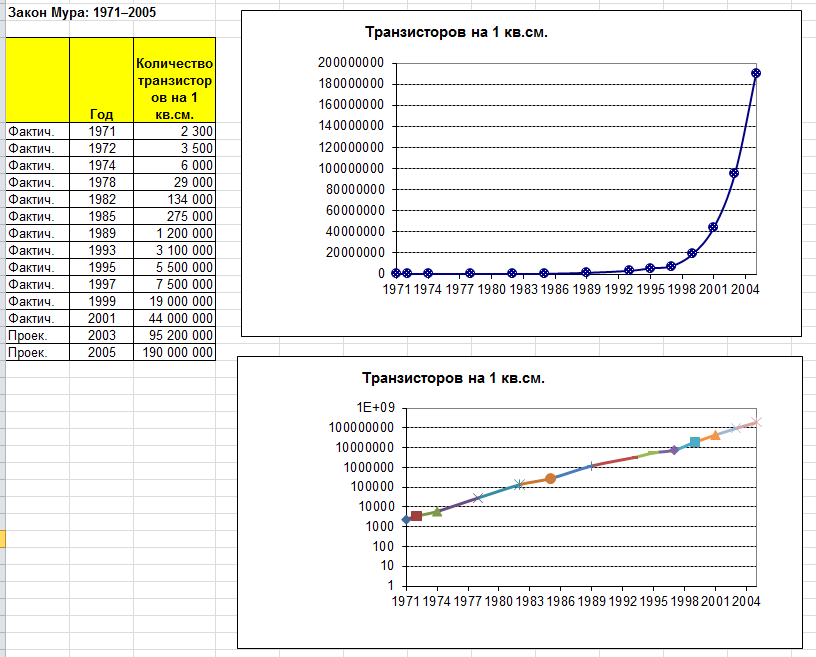 Закон Мура: 1971–2005
Количество
транзистор
ов на 1
Год кв.см.
Фактич. 1971 2 300
Фактич. 1972 3 500
Фактич. 1974 6 000
Фактич. 1978 29 000
Фактич. 1982 134 000
Фактич. 1985 275 000
Фактич. 1989 1 200 000
Фактич. 1993 3 100 000
Фактич. 1995 5 500 000
Фактич. 1997 7 500 000
Фактич. 1999 19 000 000
Фактич. 2001 44 000 000
Проек. 2003 95 200 000
Проек. 2005 190 000 000
Транзисторов на 1 кв.см.
200000000
180000000
160000000
140000000
120000000
100000000
80000000
60000000
40000000
20000000
0
1971 1974 1977 1980 1983 1986 1989 1992 1995 1998 2001 2004
Транзисторов на 1 кв.см.
1E+09
100000000
10000000
1000000
100000
10000
1000
100
10
1
1971 1974 1977 1980 1983 1986 1989 1992 1995 1998 2001 2004